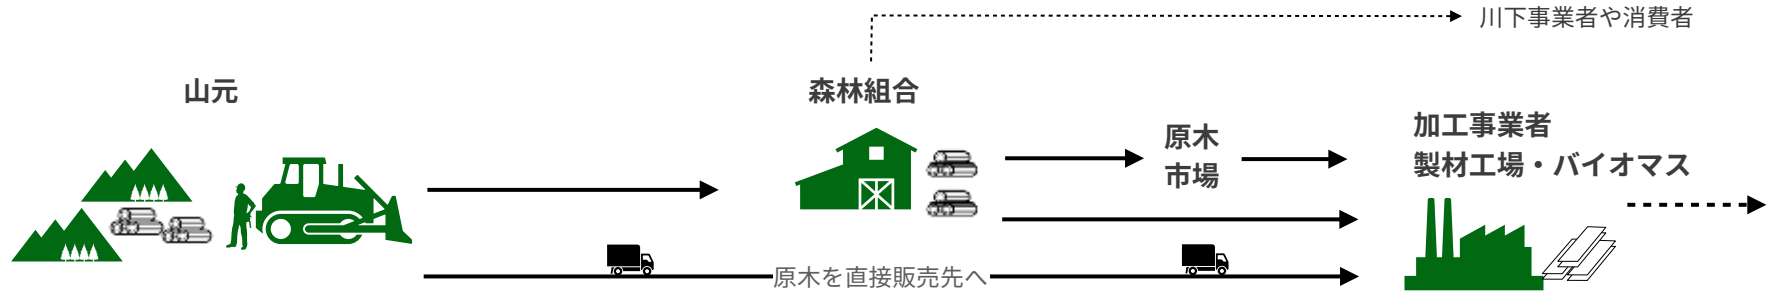 川下事業者や消費者
山元
森林組合
原木
市場
加工事業者
製材工場・バイオマス
原木を直接販売先へ